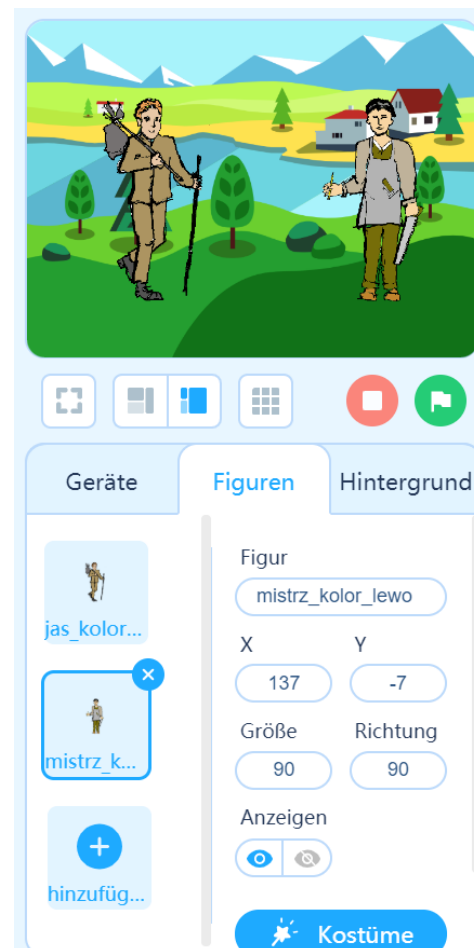 Geräte Figuren Hintergrund
Figur
mistrz_kolor_lewo
jas_kolor...
X Y
137 -7
Größe Richtung
mistrz_k...
90 90
Anzeigen
hinzufüg...
Kostüme